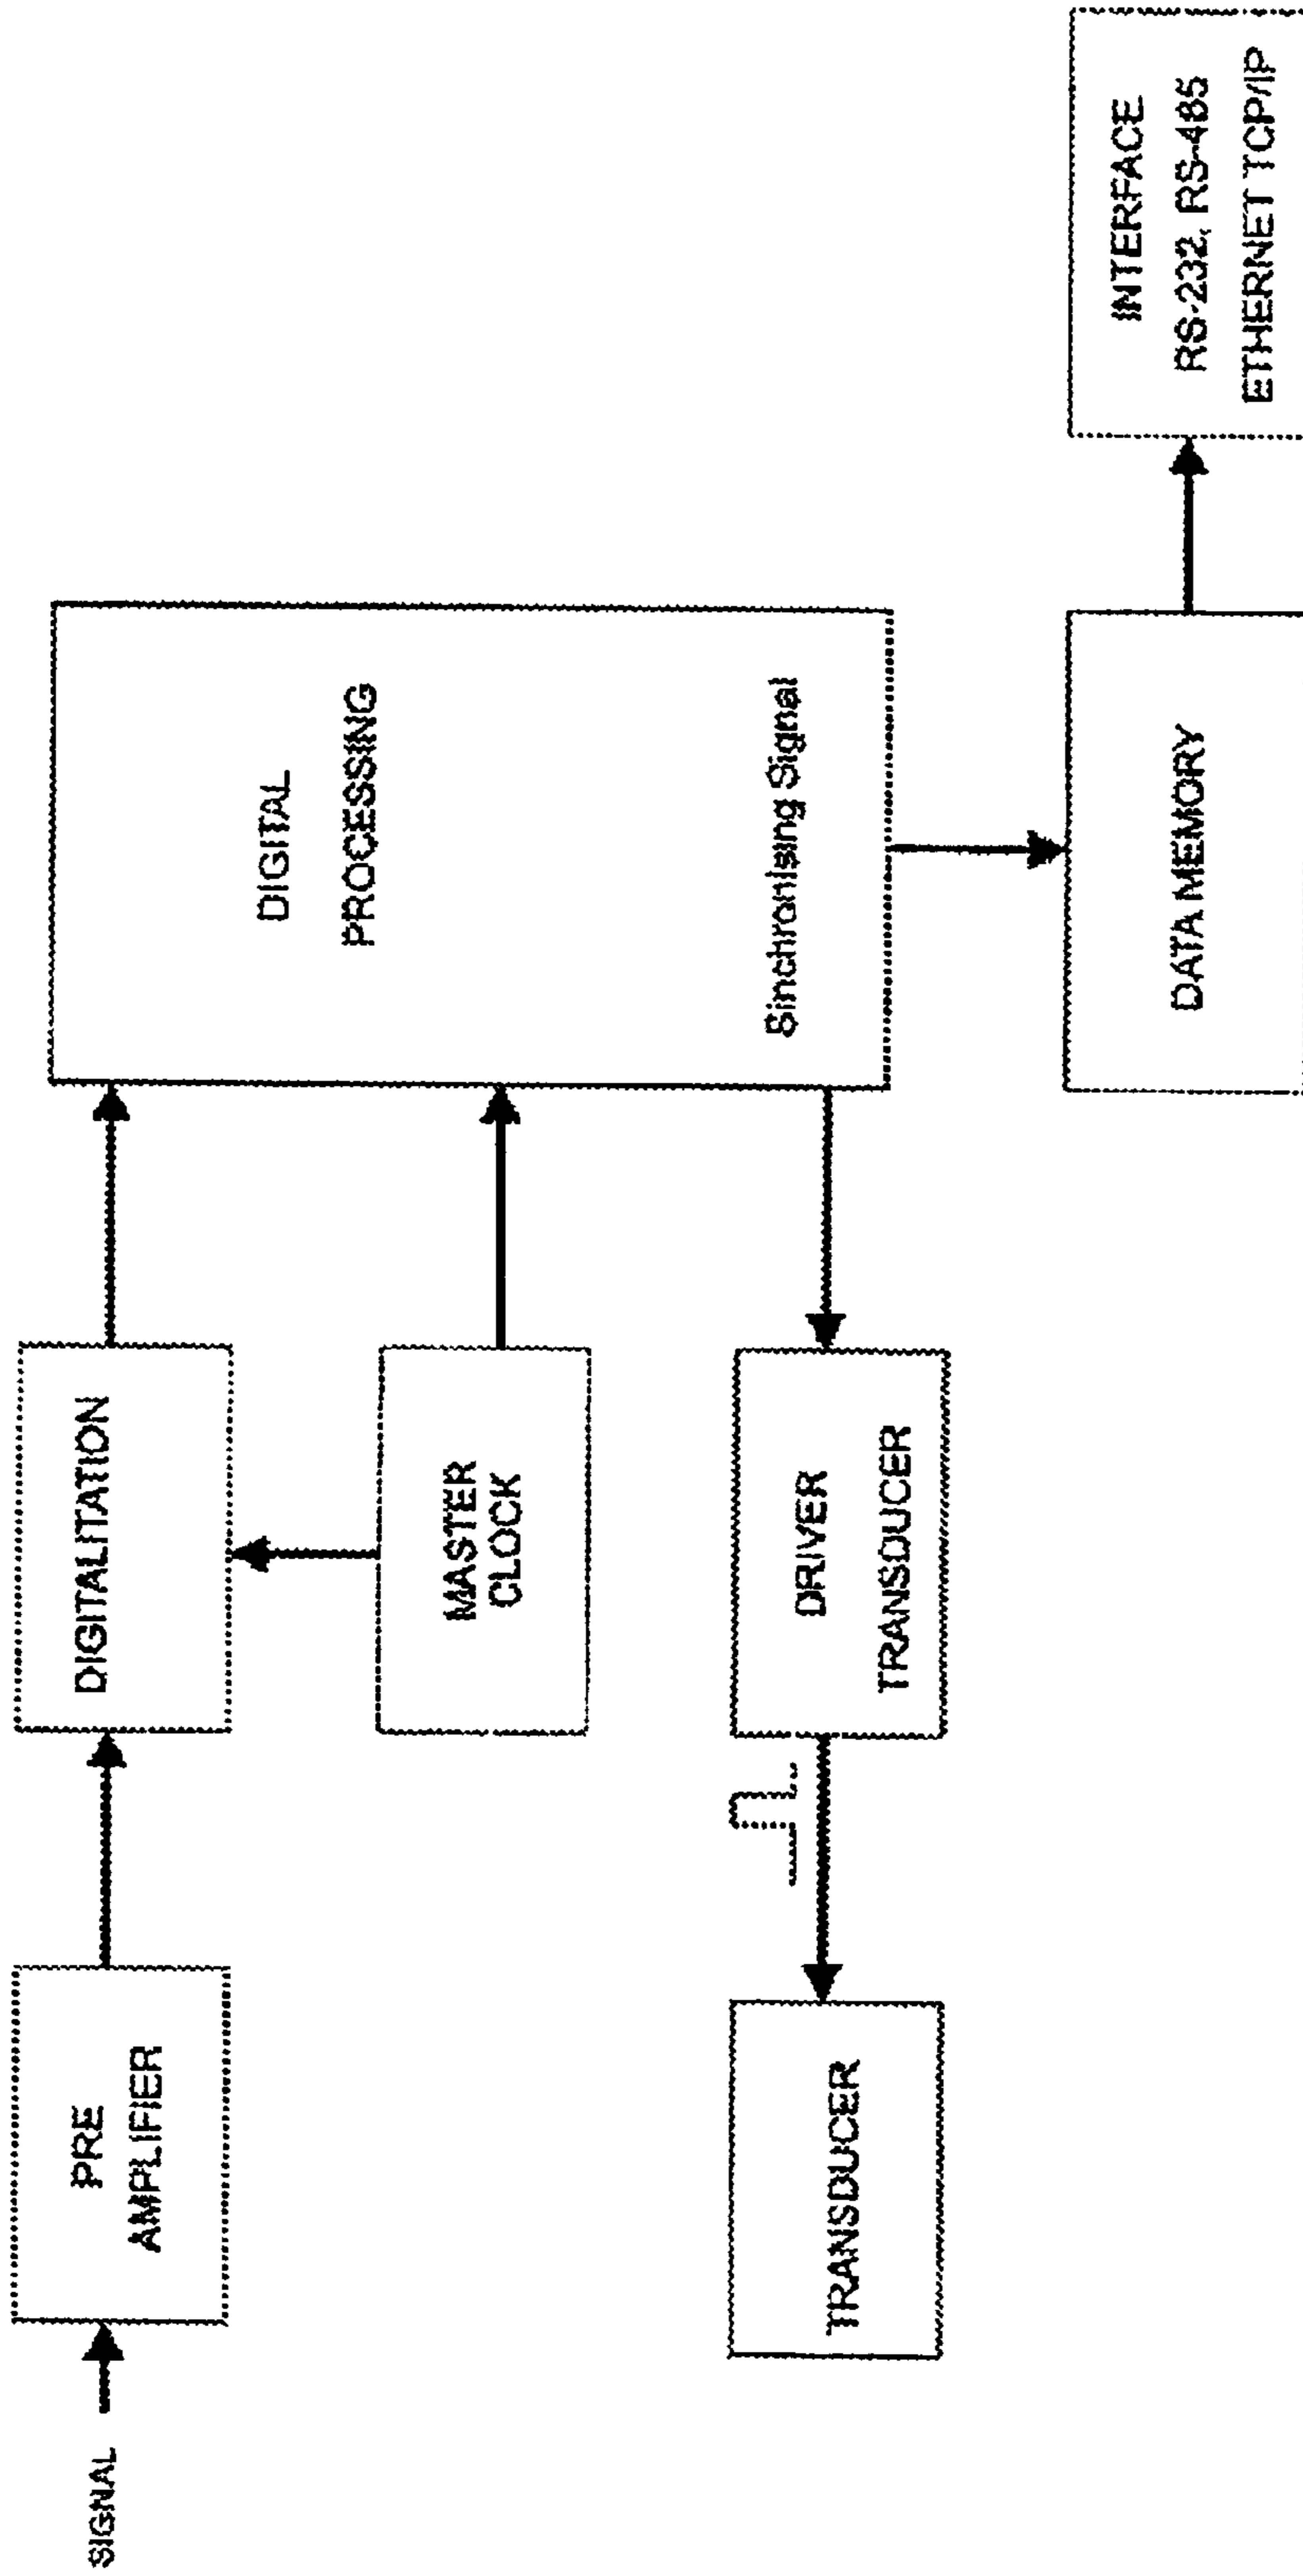 SIGNAL
PRE
AMPLIFIER
DIGITALITATION
MASTER
CLOCK
DIGITAL
PROCESSING
Sinchronising Signal
TRANSDUCER
DRIVER
TRANSDUCER
DATA MEMORY
INTERFACE
RS-232, RS-485
ETHERNET TCP/IP